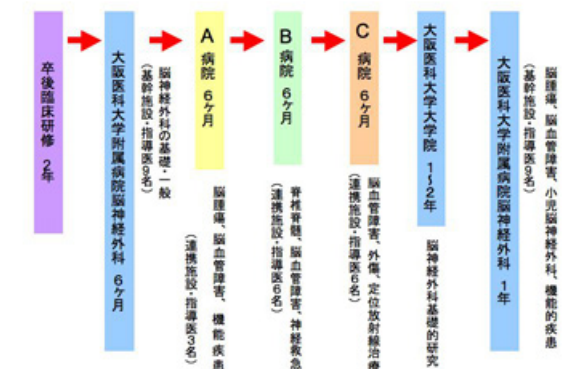 卒後臨床研修 2年
大阪医科大学附属病院脳神経外科 6ヶ月
脳神経外科の基礎・一般
（基幹施設・指導医9名）
A 病院 6ヶ月
脳腫瘍、脳血管障害、機能疾患
（連携施設・指導医3名）
B 病院 6ヶ月
脊椎脊髄、脳血管障害、神経救急
（連携施設・指導医6名）
C 病院 6ヶ月
脳血管障害、外傷、定位放射線治療
（連携施設・指導医6名）
大阪医科大学大学院 1～2年
脳神経外科基礎的研究
大阪医科大学附属病院脳神経外科 1年
脳腫瘍、脳血管障害、小児脳神経外科、機能的疾患
（基幹施設・指導医9名）